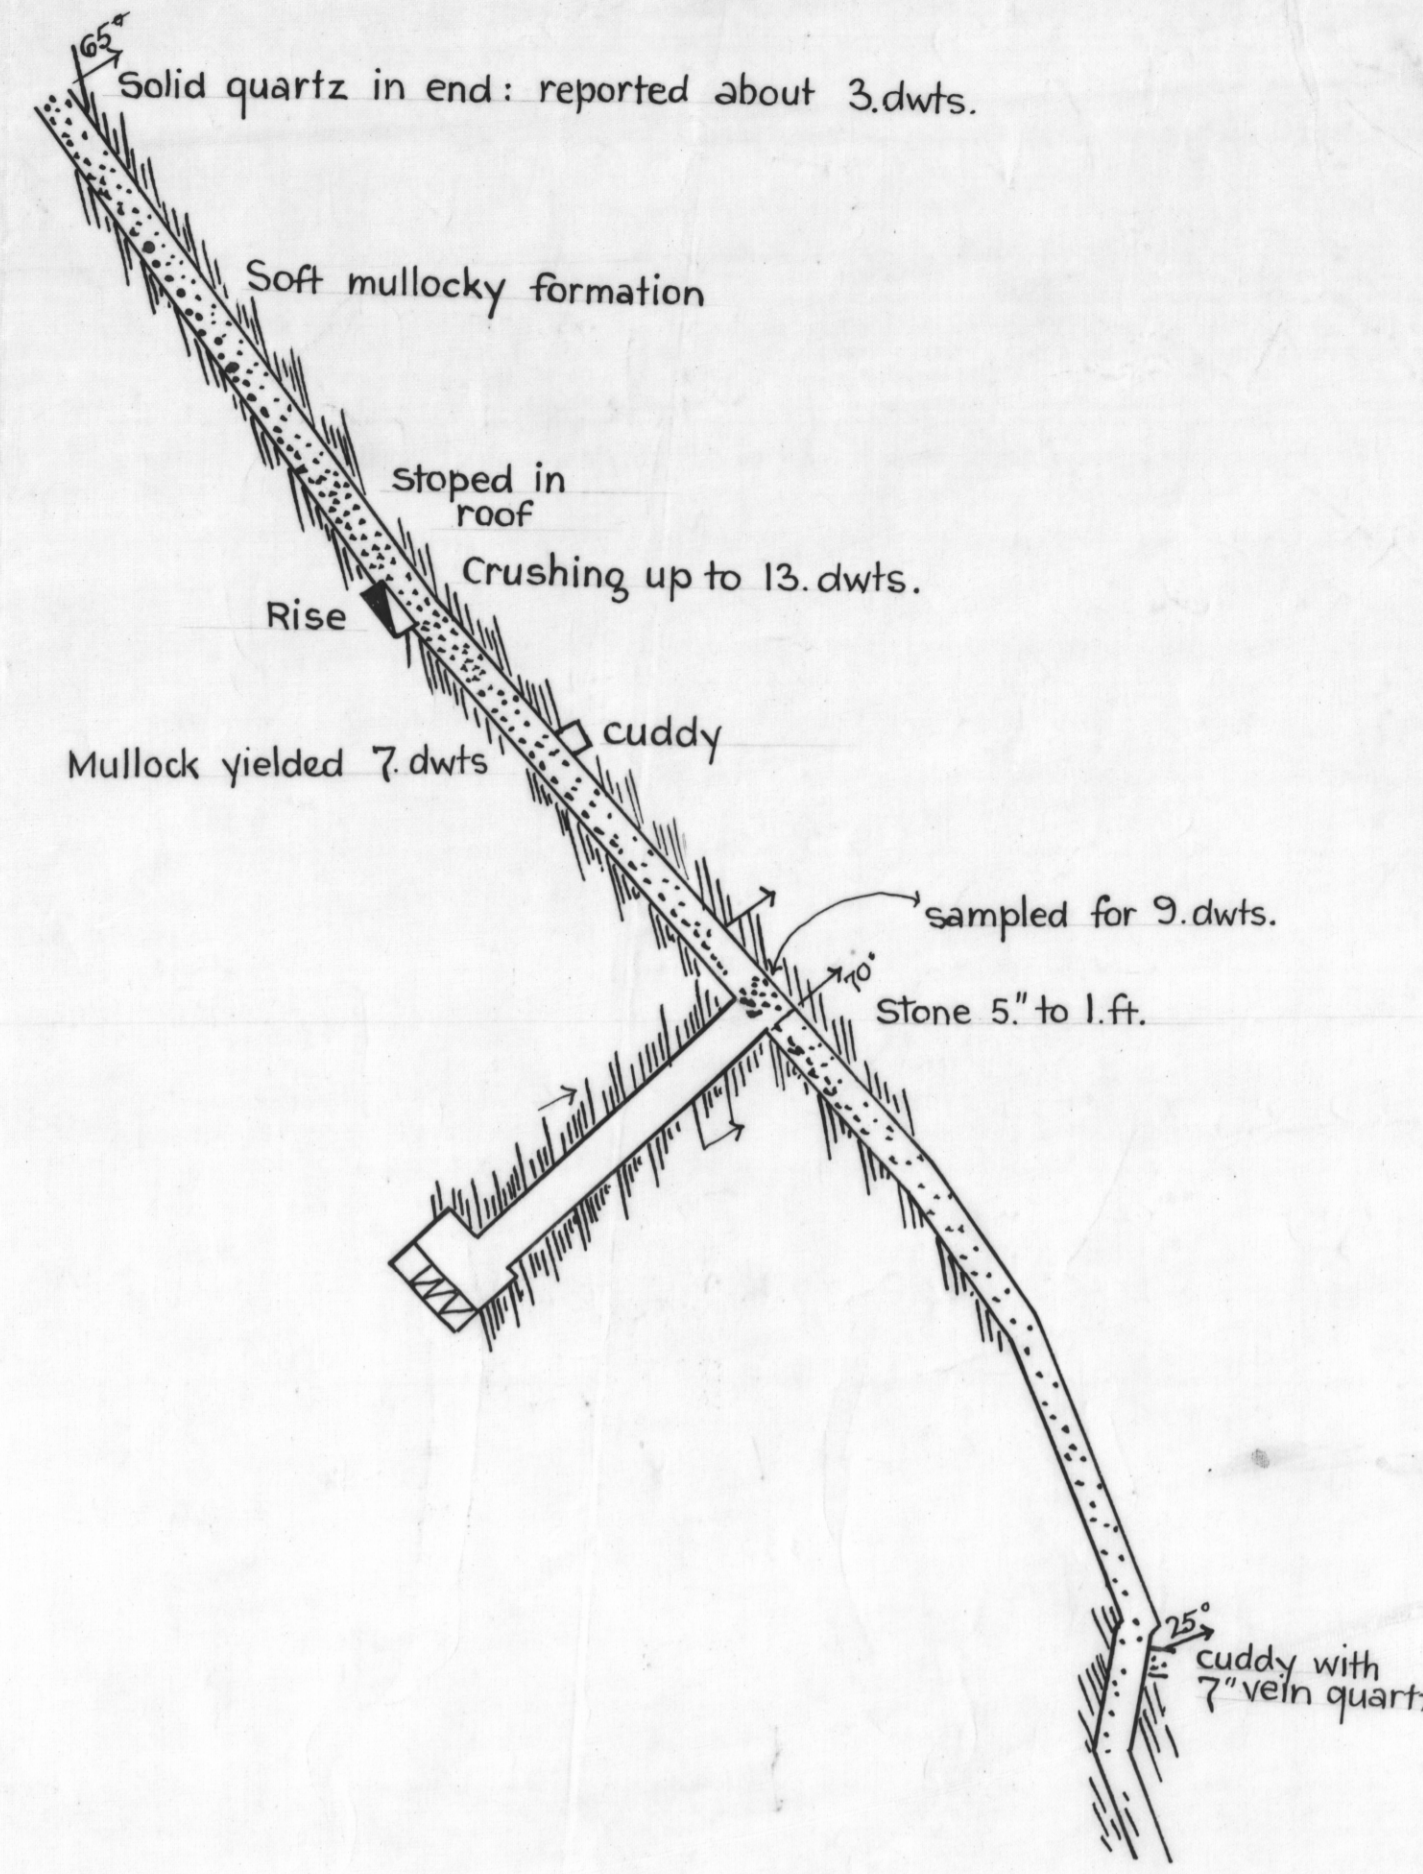 65°
Solid quartz in end: reported about 3.dwts.
Soft mullocky formation
stoped in
roof
Crushing up to 13.dwts.
Rise
cuddy
Mullock yielded 7.dwts
sampled for 9.dwts.
70°
Stone 5." to 1.ft.
25°
cuddy with
7" vein quart